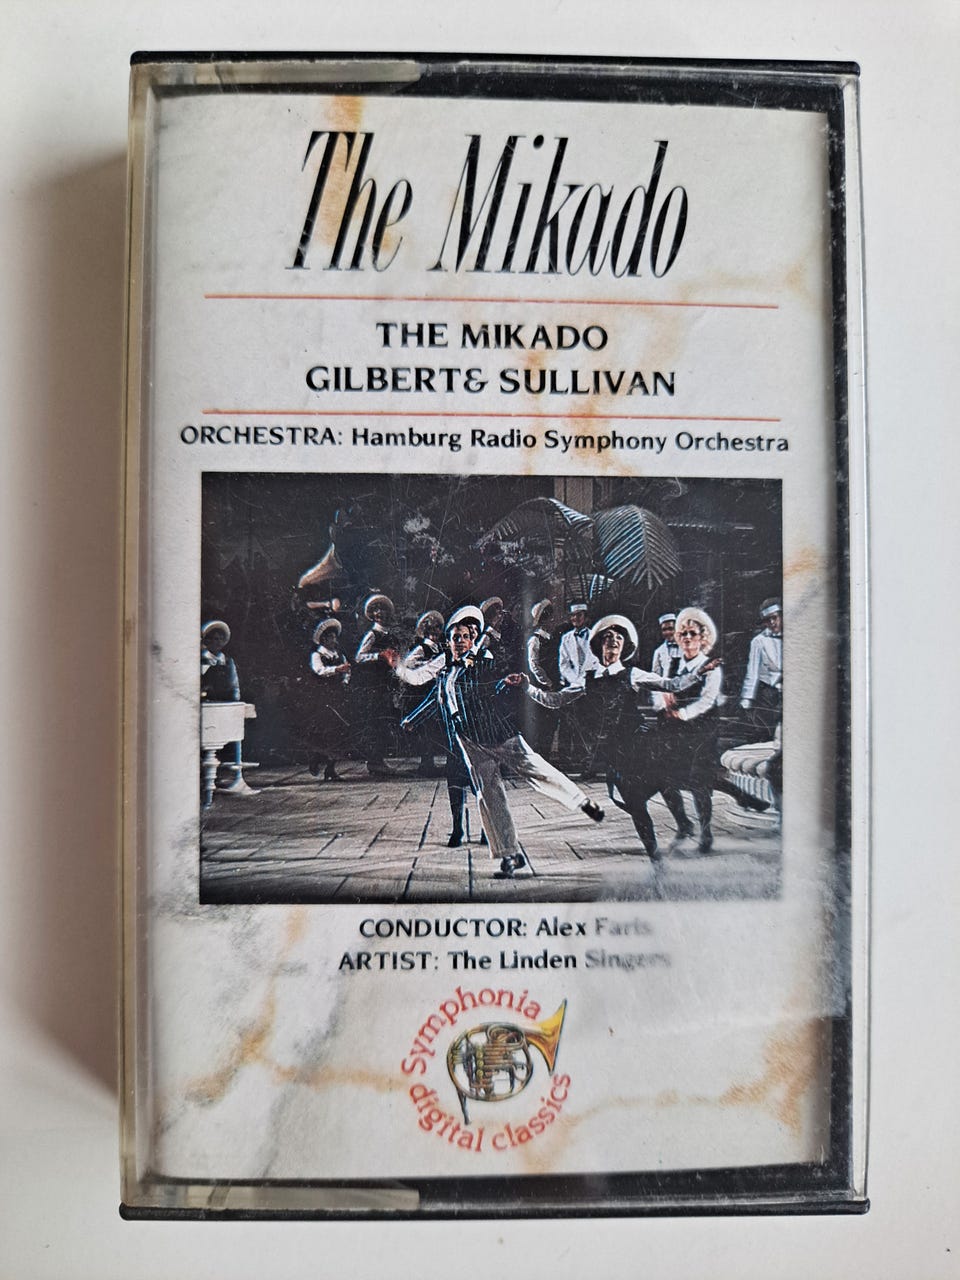 The Mikado
THE MIKADO
GILBERT& SULLIVAN
ORCHESTRA: Hamburg Radio Symphony Orchestra
CONDUCTOR: Alex Faris
ARTIST: The Linden Singers
Symphonia
digital classics